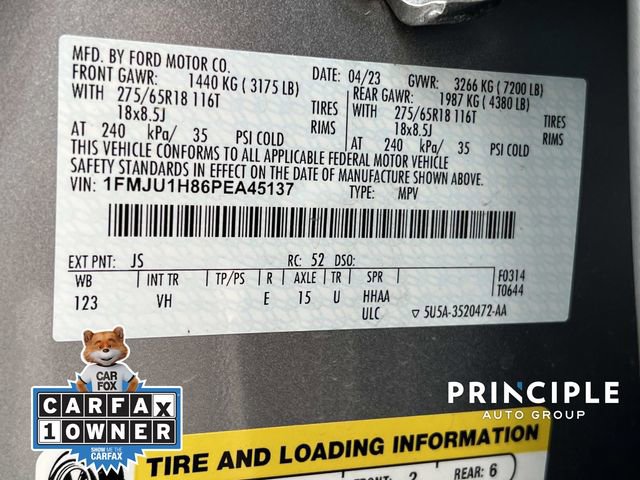 MFD. BY FORD MOTOR CO. DATE: 04/23 GVWR: 3266 KG (7200 LB)
FRONT GAWR: 1440 KG (3175 LB) REAR GAWR: 1987 KG (4380 LB)
WITH 275/65R18 116T TIRES WITH 275/65R18 116T TIRES
18x8.5J RIMS 18x8.5J RIMS
AT 240 kPa/ 35 PSI COLD AT 240 kPa/ 35 PSI COLD
THIS VEHICLE CONFORMS TO ALL APPLICABLE FEDERAL MOTOR VEHICLE
SAFETY STANDARDS IN EFFECT ON THE DATE OF MANUFACTURE SHOWN ABOVE.
VIN: 1FMJU1H86PEA45137 TYPE: MPV
EXT PNT: JS RC: 52 DSO:
WB INT TR TP/PS R AXLE TR SPR F0314
123 VH E 15 U HHAA T0644
ULC 5U5A-3520472-AA
CAR
FOX
CARFAX
1 OWNER
SHOW ME THE
CARFAX
PRINCIPLE
AUTO GROUP
TIRE AND LOADING INFORMATION
FRONT: 2 REAR: 6